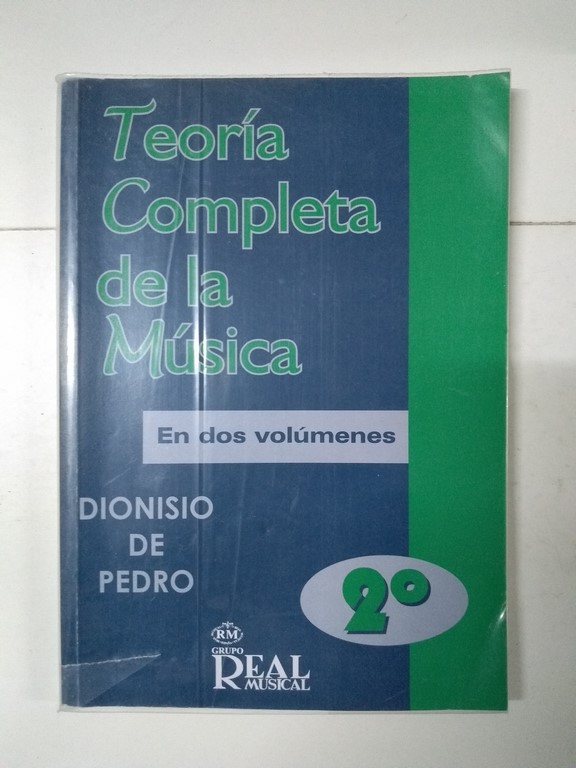 Teoría
Completa
de la
Música
En dos volúmenes
DIONISIO
DE
PEDRO
2º
RM
GRUPO
REAL
MUSICAL